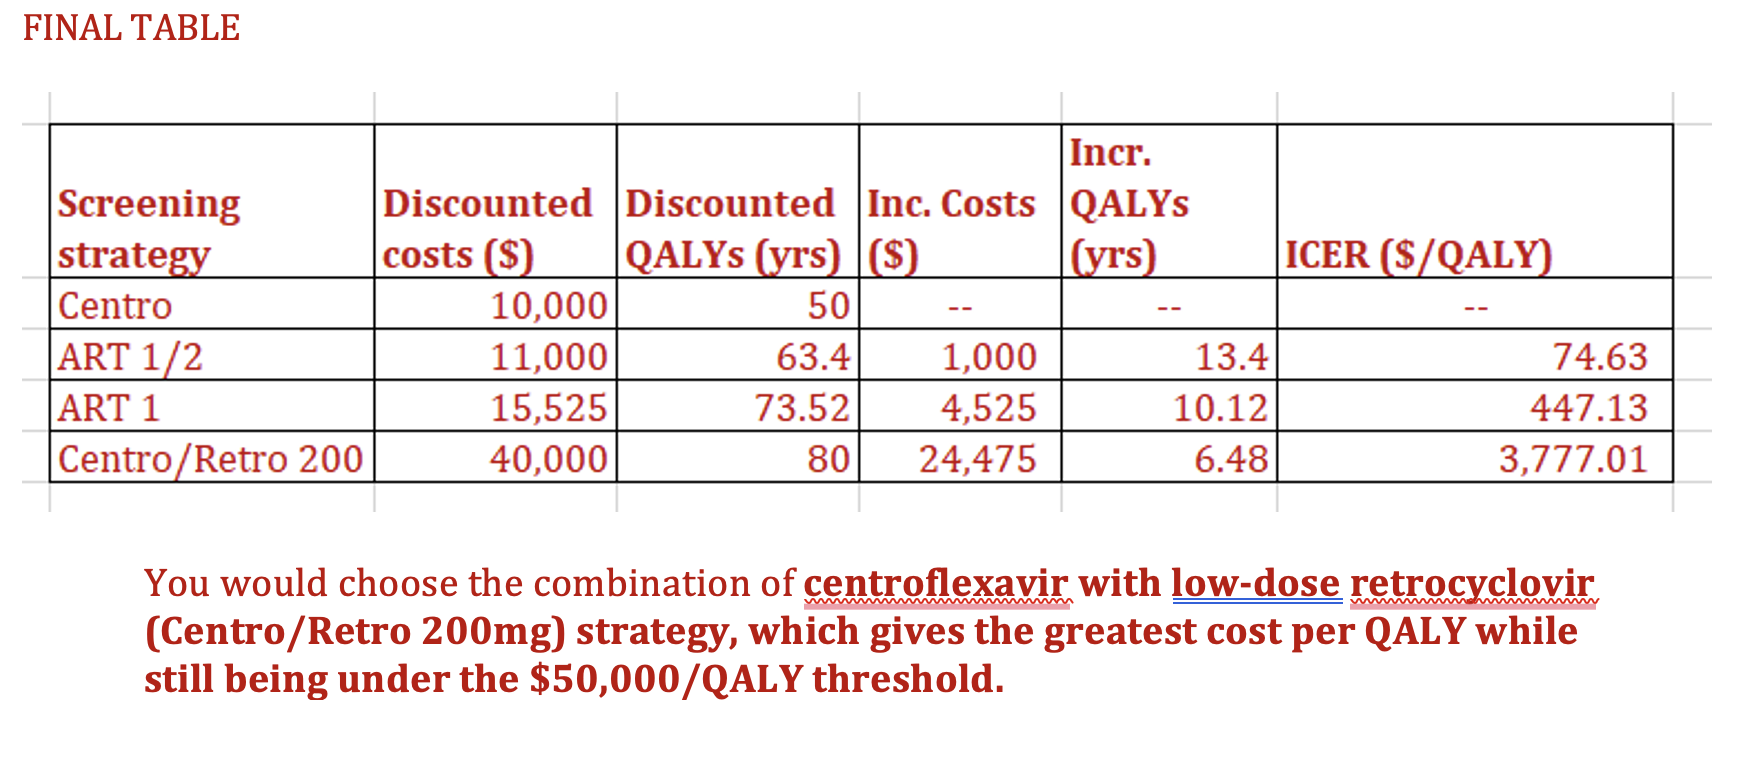 FINAL TABLE
Screening strategy Discounted costs ($) Discounted QALYs (yrs) Inc. Costs ($) Incr. QALYs (yrs) ICER ($/QALY)
Centro 10,000 50 -- -- --
ART 1/2 11,000 63.4 1,000 13.4 74.63
ART 1 15,525 73.52 4,525 10.12 447.13
Centro/Retro 200 40,000 80 24,475 6.48 3,777.01
You would choose the combination of centroflexavir with low-dose retrocyclovir
(Centro/Retro 200mg) strategy, which gives the greatest cost per QALY while
still being under the $50,000/QALY threshold.